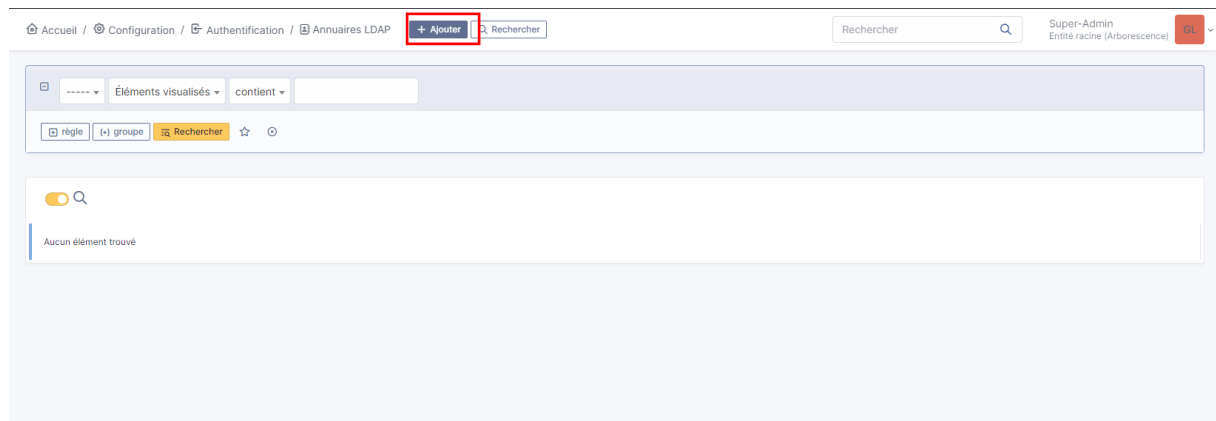 Accueil / Configuration / Authentification / Annuaires LDAP + Ajouter Rechercher Rechercher Super-Admin GL
Entité racine (Arborescence)
----- Éléments visualisés contient
règle (+) groupe Rechercher
Aucun élément trouvé